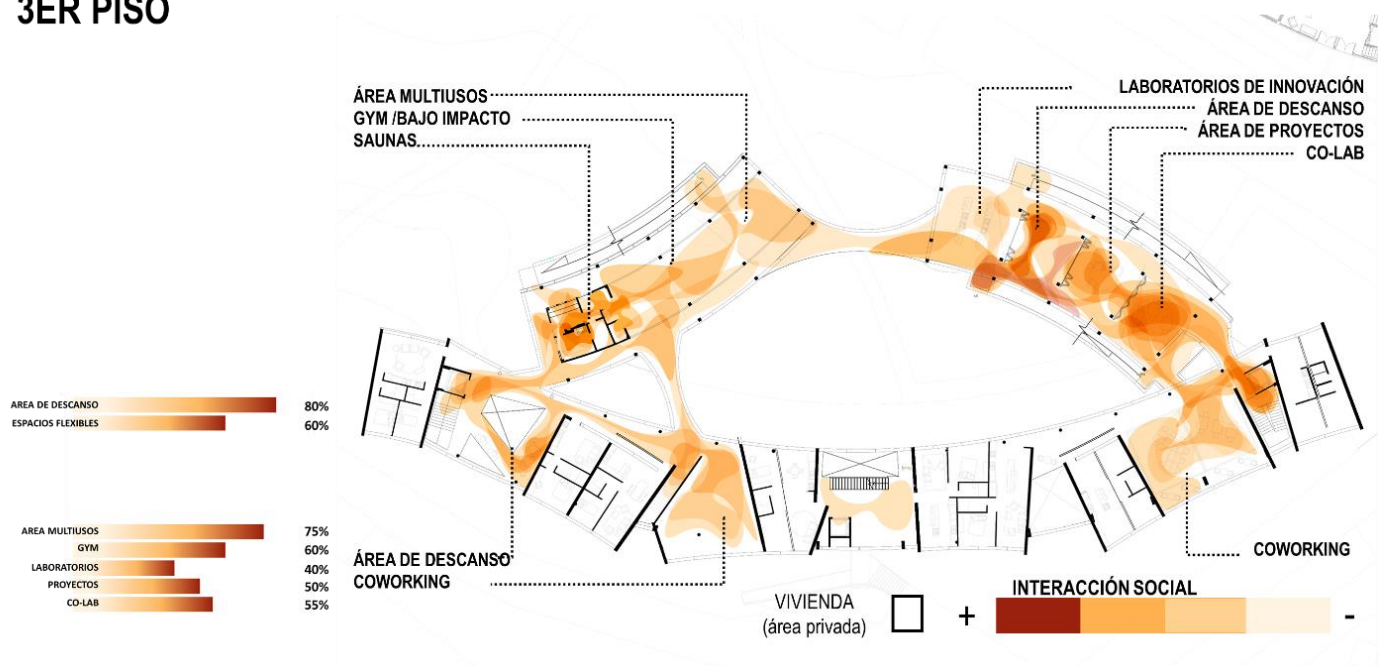 3ER PISO
ÁREA MULTIUSOS
GYM /BAJO IMPACTO
SAUNAS
LABORATORIOS DE INNOVACIÓN
ÁREA DE DESCANSO
ÁREA DE PROYECTOS
CO-LAB
AREA DE DESCANSO 80%
ESPACIOS FLEXIBLES 60%
AREA MULTIUSOS 75%
GYM 60%
LABORATORIOS 40%
PROYECTOS 50%
CO-LAB 55%
ÁREA DE DESCANSO
COWORKING
COWORKING
VIVIENDA
(área privada)
INTERACCIÓN SOCIAL
+ -